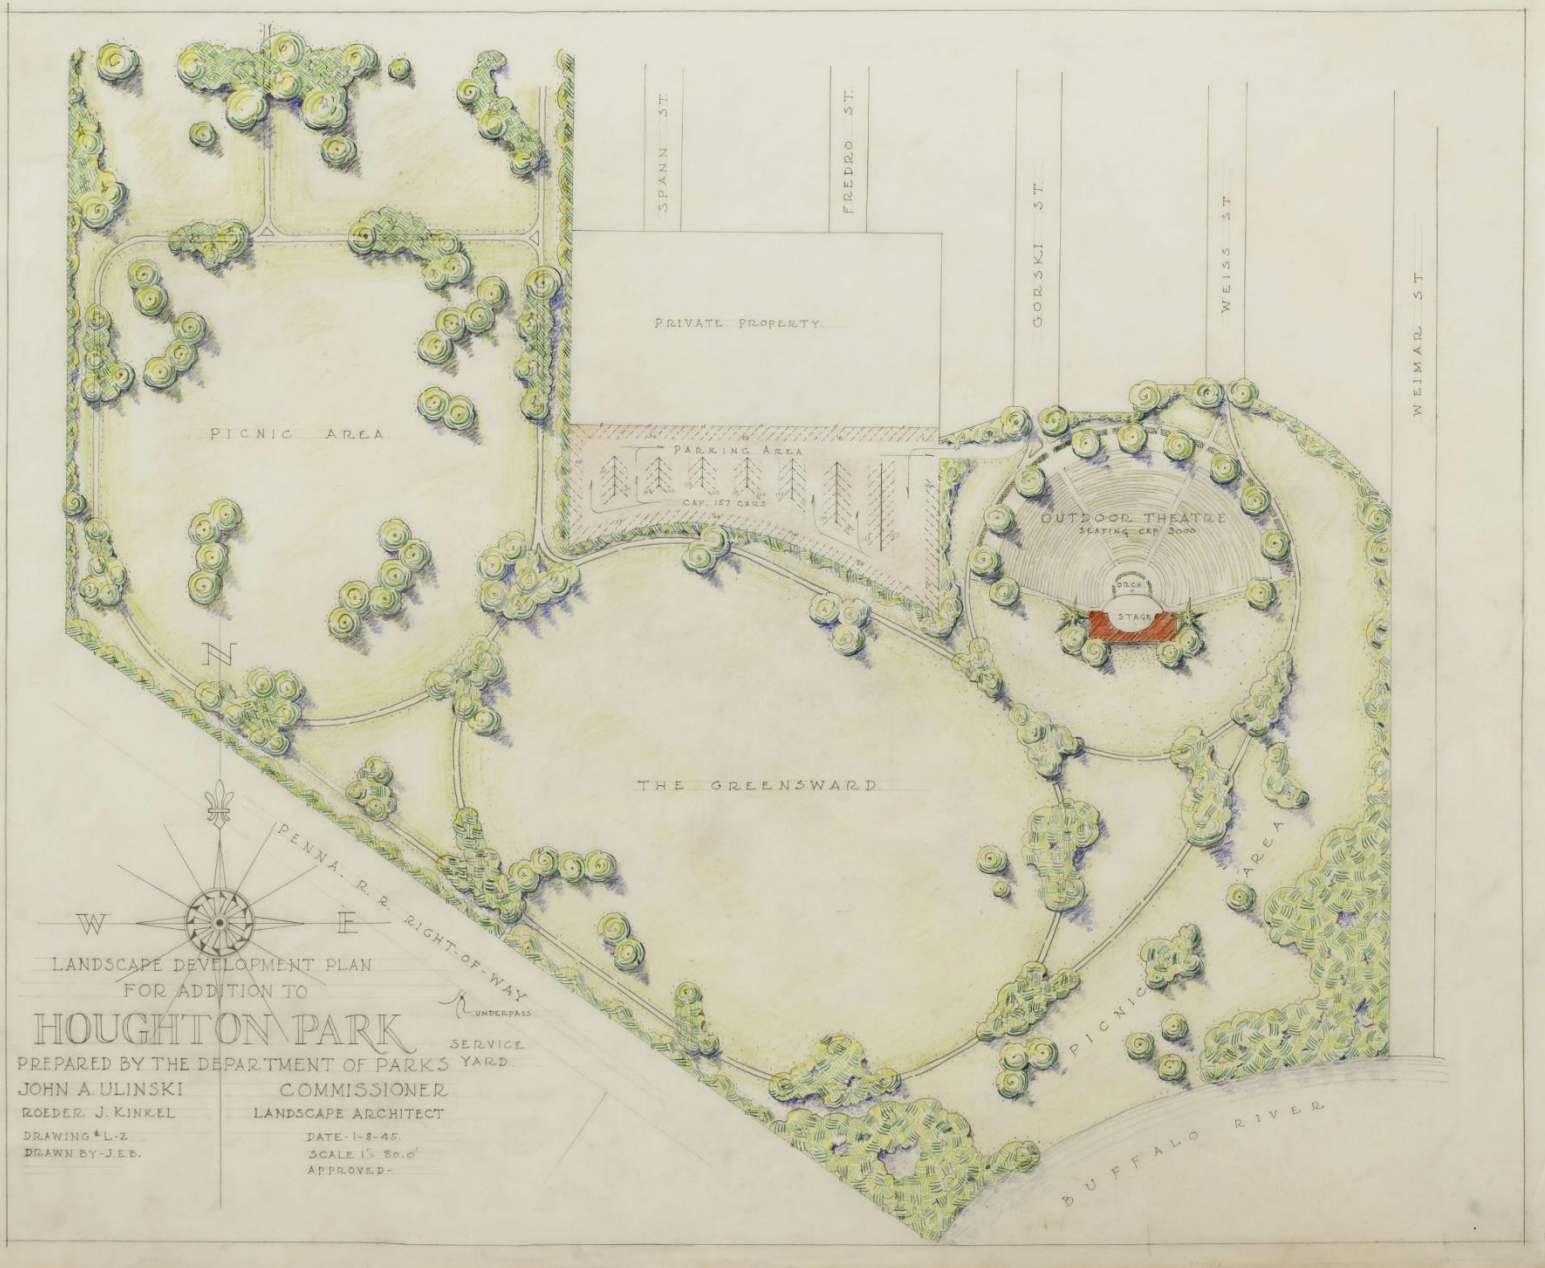 SPANN ST.
FREDRO ST.
GORSKI ST.
WEISS ST
WEIMAR ST
PRIVATE PROPERTY
PICNIC AREA
PARKING AREA
CAP. 157 CARS
OUTDOOR THEATRE
SEATING CAP 3000
ORCH
STAGE
N
THE GREENSWARD
PENNA. R.R. RIGHT-OF-WAY
PICNIC AREA
W
E
LANDSCAPE DEVELOPMENT PLAN
FOR ADDITION TO
HOUGHTON PARK
PREPARED BY THE DEPARTMENT OF PARKS
JOHN A. ULINSKI COMMISSIONER
ROEDER J. KINKEL LANDSCAPE ARCHITECT
DRAWING # L-2
DRAWN BY-J.E.B.
DATE-1-8-45.
SCALE 1"= 80.0'
APPROVED-
UNDERPASS
SERVICE
YARD.
BUFFALO RIVER